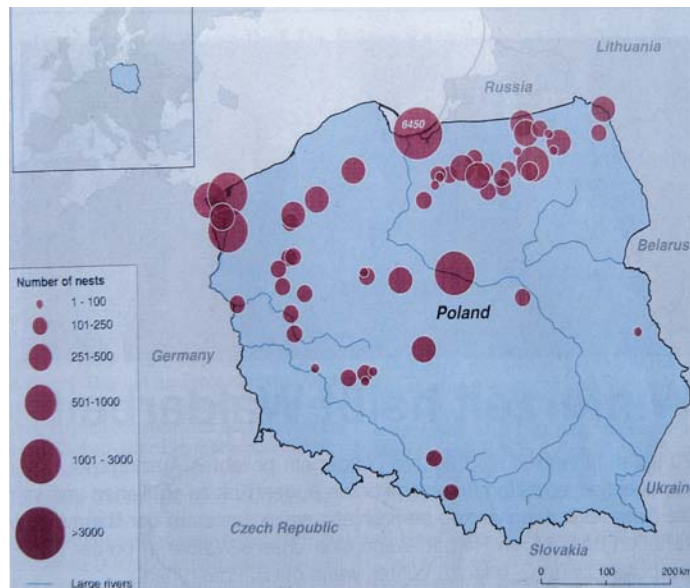 Lithuania
Russia
6450
Belarus
Number of nests
1 - 100
101-250
251-500
501-1000
1001 - 3000
>3000
Large rivers
Poland
Germany
Ukrain
Czech Republic
Slovakia
0 100 200 km